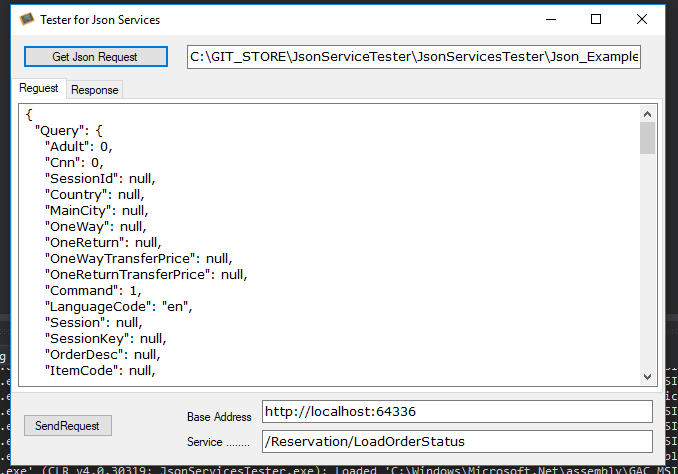 Tester for Json Services
Get Json Request
C:\GIT_STORE\JsonServiceTester\JsonServicesTester\Json_Example
Reguest
Response
{
"Query": {
"Adult": 0,
"Cnn": 0,
"SessionId": null,
"Country": null,
"MainCity": null,
"OneWay": null,
"OneReturn": null,
"OneWayTransferPrice": null,
"OneReturnTransferPrice": null,
"Command": 1,
"LanguageCode": "en",
"Session": null,
"SessionKey": null,
"OrderDesc": null,
"ItemCode": null,
SendRequest
Base Address
http://localhost:64336
Service ........
/Reservation/LoadOrderStatus
.exe' (CLR v4.0.30319: JsonServicesTester.exe): Loaded 'C:\Windows\Microsoft.Net\assembly\GAC_MSI